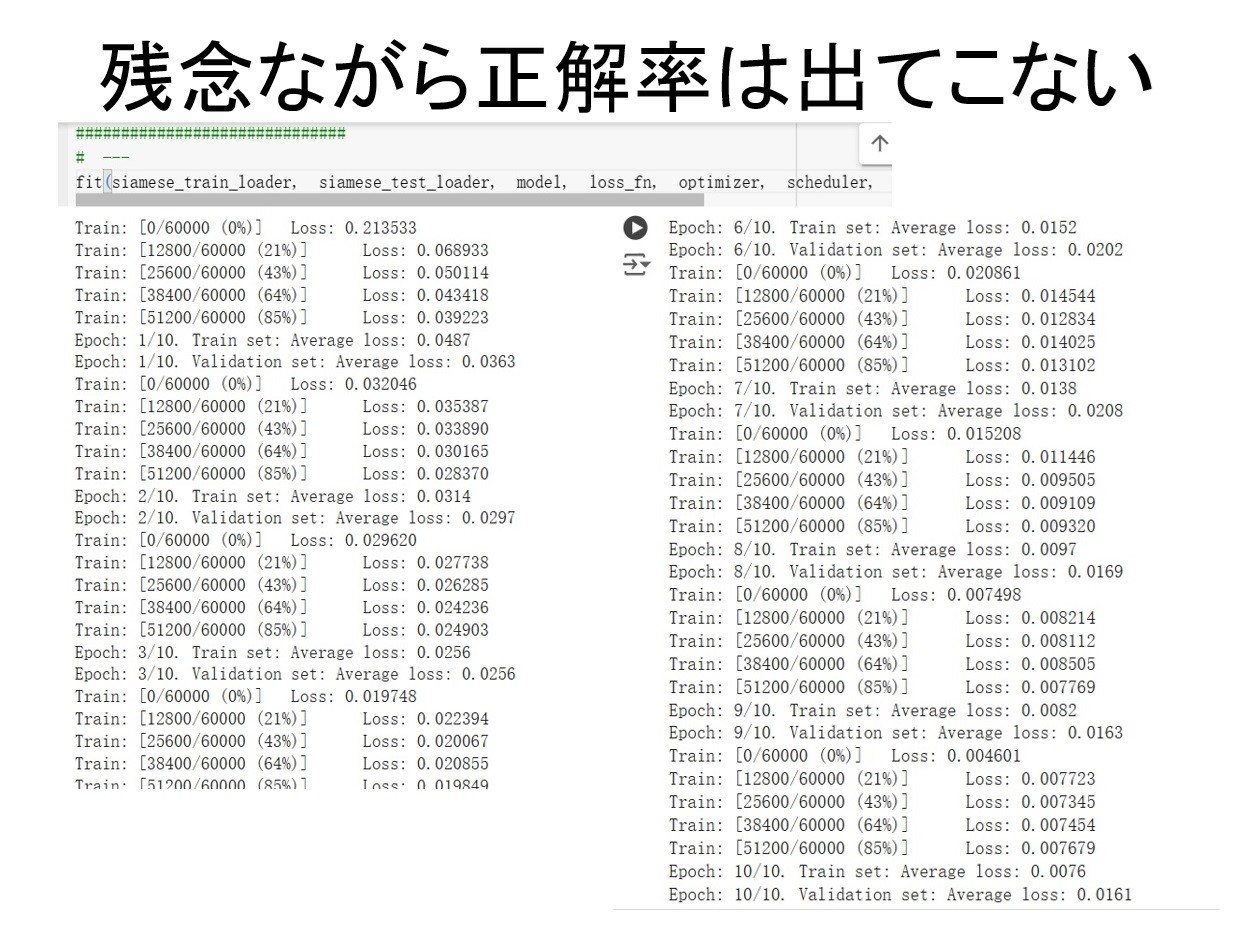 残念ながら正解率は出てこない
##############################
# ---
fit(siamese_train_loader, siamese_test_loader, model, loss_fn, optimizer, scheduler,
Train: [0/60000 (0%)] Loss: 0.213533
Train: [12800/60000 (21%)] Loss: 0.068933
Train: [25600/60000 (43%)] Loss: 0.050114
Train: [38400/60000 (64%)] Loss: 0.043418
Train: [51200/60000 (85%)] Loss: 0.039223
Epoch: 1/10. Train set: Average loss: 0.0487
Epoch: 1/10. Validation set: Average loss: 0.0363
Train: [0/60000 (0%)] Loss: 0.032046
Train: [12800/60000 (21%)] Loss: 0.035387
Train: [25600/60000 (43%)] Loss: 0.033890
Train: [38400/60000 (64%)] Loss: 0.030165
Train: [51200/60000 (85%)] Loss: 0.028370
Epoch: 2/10. Train set: Average loss: 0.0314
Epoch: 2/10. Validation set: Average loss: 0.0297
Train: [0/60000 (0%)] Loss: 0.029620
Train: [12800/60000 (21%)] Loss: 0.027738
Train: [25600/60000 (43%)] Loss: 0.026285
Train: [38400/60000 (64%)] Loss: 0.024236
Train: [51200/60000 (85%)] Loss: 0.024903
Epoch: 3/10. Train set: Average loss: 0.0256
Epoch: 3/10. Validation set: Average loss: 0.0256
Train: [0/60000 (0%)] Loss: 0.019748
Train: [12800/60000 (21%)] Loss: 0.022394
Train: [25600/60000 (43%)] Loss: 0.020067
Train: [38400/60000 (64%)] Loss: 0.020855
Train: [51200/60000 (85%)] Loss: 0.019849
Epoch: 6/10. Train set: Average loss: 0.0152
Epoch: 6/10. Validation set: Average loss: 0.0202
Train: [0/60000 (0%)] Loss: 0.020861
Train: [12800/60000 (21%)] Loss: 0.014544
Train: [25600/60000 (43%)] Loss: 0.012834
Train: [38400/60000 (64%)] Loss: 0.014025
Train: [51200/60000 (85%)] Loss: 0.013102
Epoch: 7/10. Train set: Average loss: 0.0138
Epoch: 7/10. Validation set: Average loss: 0.0208
Train: [0/60000 (0%)] Loss: 0.015208
Train: [12800/60000 (21%)] Loss: 0.011446
Train: [25600/60000 (43%)] Loss: 0.009505
Train: [38400/60000 (64%)] Loss: 0.009109
Train: [51200/60000 (85%)] Loss: 0.009320
Epoch: 8/10. Train set: Average loss: 0.0097
Epoch: 8/10. Validation set: Average loss: 0.0169
Train: [0/60000 (0%)] Loss: 0.007498
Train: [12800/60000 (21%)] Loss: 0.008214
Train: [25600/60000 (43%)] Loss: 0.008112
Train: [38400/60000 (64%)] Loss: 0.008505
Train: [51200/60000 (85%)] Loss: 0.007769
Epoch: 9/10. Train set: Average loss: 0.0082
Epoch: 9/10. Validation set: Average loss: 0.0163
Train: [0/60000 (0%)] Loss: 0.004601
Train: [12800/60000 (21%)] Loss: 0.007723
Train: [25600/60000 (43%)] Loss: 0.007345
Train: [38400/60000 (64%)] Loss: 0.007454
Train: [51200/60000 (85%)] Loss: 0.007679
Epoch: 10/10. Train set: Average loss: 0.0076
Epoch: 10/10. Validation set: Average loss: 0.0161